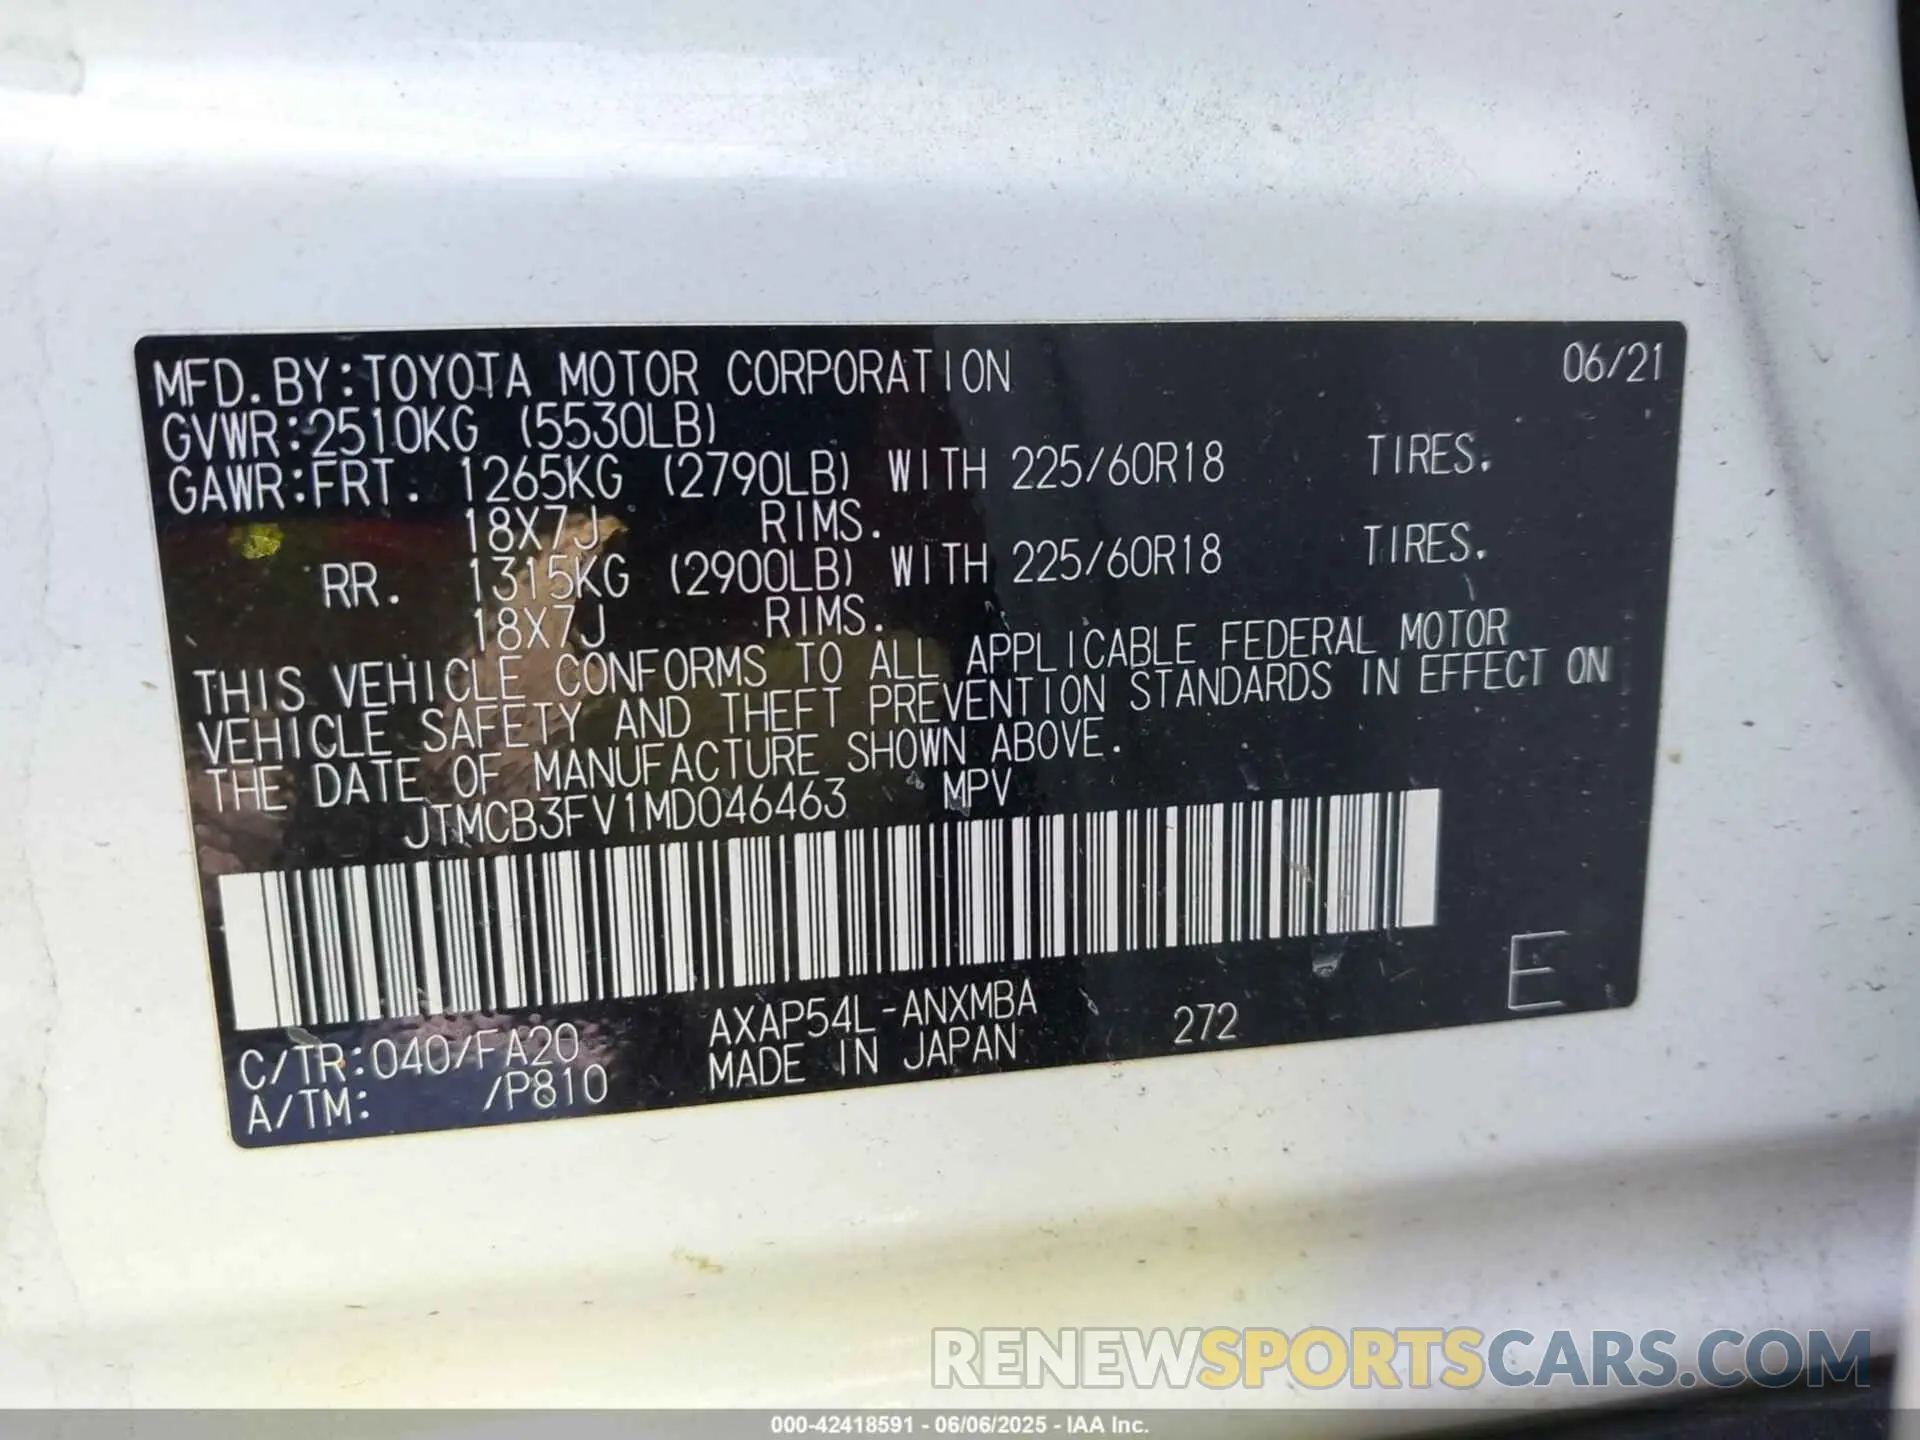 MFD. BY:TOYOTA MOTOR CORPORATION 06/21
GVWR:2510KG (5530LB)
GAWR:FRT. 1265KG (2790LB) WITH 225/60R18 TIRES.
18X7J RIMS.
RR. 1315KG (2900LB) WITH 225/60R18 TIRES.
18X7J RIMS.
THIS VEHICLE CONFORMS TO ALL APPLICABLE FEDERAL MOTOR
VEHICLE SAFETY AND THEFT PREVENTION STANDARDS IN EFFECT ON
THE DATE OF MANUFACTURE SHOWN ABOVE.
JTMCB3FV1MD046463 MPV
E
AXAP54L-ANXMBA 272
C/TR:040/FA20 MADE IN JAPAN
A/TM: /P810
RENEWSPORTSCARS.COM
000-42418591 - 06/06/2025 - IAA Inc.